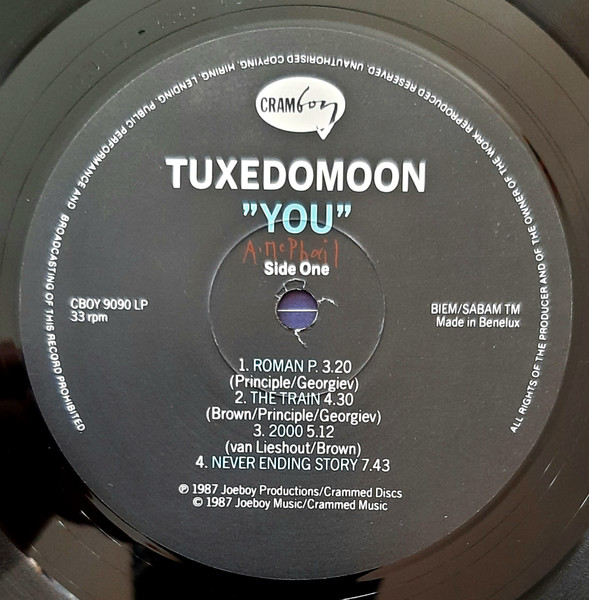 CRAMboy
TUXEDOMOON
"YOU"
A. McPhail
Side One
CBOY 9090 LP
33 rpm
BIEM/SABAM TM
Made in Benelux
1. ROMAN P. 3.20
(Principle/Georgiev)
2. THE TRAIN 4.30
(Brown/Principle/Georgiev)
3. 2000 5.12
(van Lieshout/Brown)
4. NEVER ENDING STORY 7.43
℗ 1987 Joeboy Productions/Crammed Discs
© 1987 Joeboy Music/Crammed Music
ALL RIGHTS OF THE PRODUCER AND OF THE OWNER OF THE WORK REPRODUCED RESERVED. UNAUTHORISED COPYING, HIRING, LENDING, PUBLIC PERFORMANCE AND BROADCASTING OF THIS RECORD PROHIBITED.